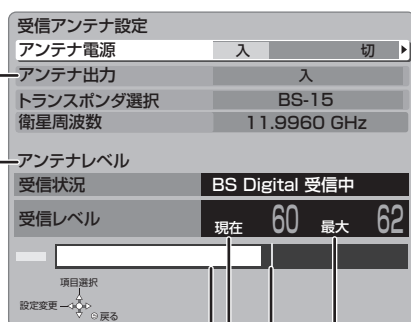 受信アンテナ設定
アンテナ電源 入 切
アンテナ出力 入
トランスポンダ選択 BS-15
衛星周波数 11.9960 GHz
アンテナレベル
受信状況 BS Digital 受信中
受信レベル 現在 60 最大 62
項目選択
設定変更
戻る